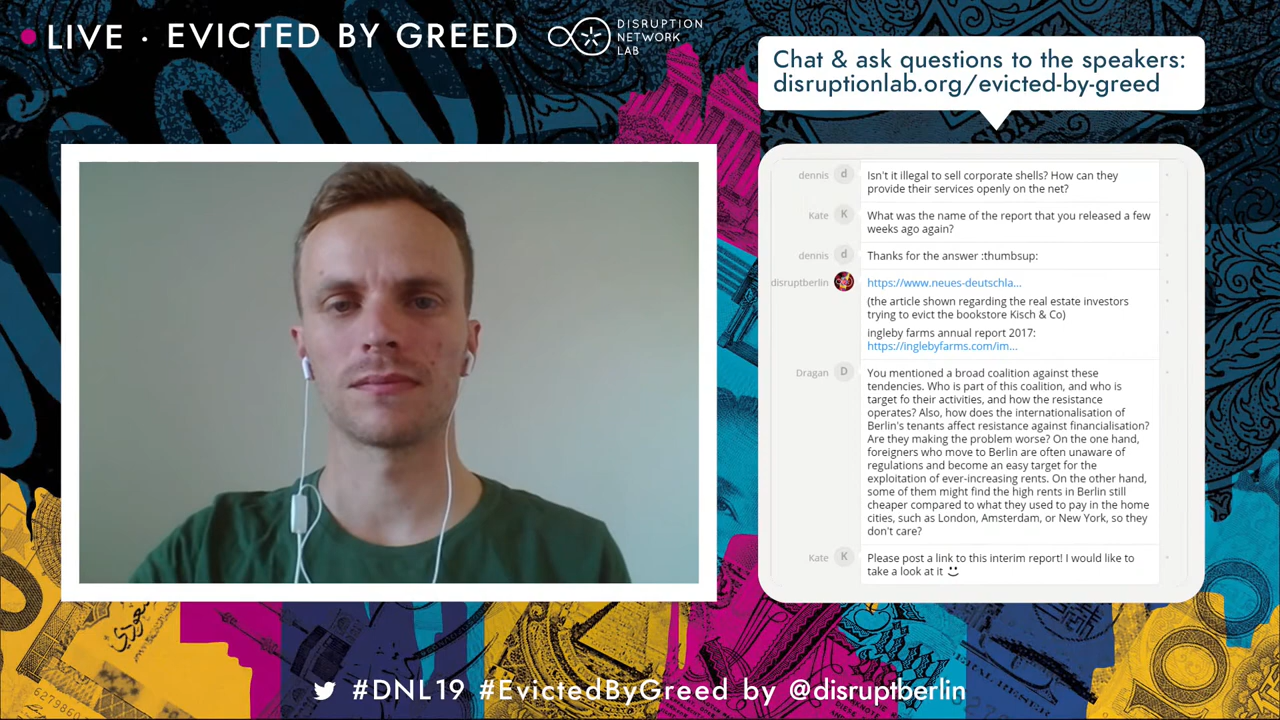 LIVE · EVICTED BY GREED
DISRUPTION
NETWORK
LAB
Chat & ask questions to the speakers:
disruptionlab.org/evicted-by-greed
dennis
d
Isn't it illegal to sell corporate shells? How can they
provide their services openly on the net?
Kate
K
What was the name of the report that you released a few
weeks ago again?
dennis
d
Thanks for the answer :thumbsup:
disruptberlin
https://www.neues-deutschla...
(the article shown regarding the real estate investors
trying to evict the bookstore Kisch & Co)
ingleby farms annual report 2017:
https://inglebyfarms.com/im...
Dragan
D
You mentioned a broad coalition against these
tendencies. Who is part of this coalition, and who is
target fo their activities, and how the resistance
operates? Also, how does the internationalisation of
Berlin's tenants affect resistance against financialisation?
Are they making the problem worse? On the one hand,
foreigners who move to Berlin are often unaware of
regulations and become an easy target for the
exploitation of ever-increasing rents. On the other hand,
some of them might find the high rents in Berlin still
cheaper compared to what they used to pay in the home
cities, such as London, Amsterdam, or New York, so they
don't care?
Kate
K
Please post a link to this interim report! I would like to
take a look at it
#DNL19 #EvictedByGreed by @disruptberlin